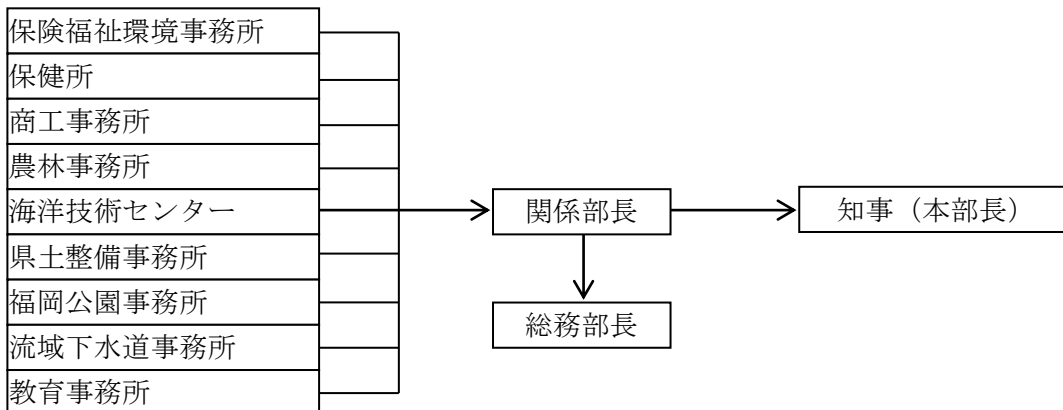 保険福祉環境事務所
保健所
商工事務所
農林事務所
海洋技術センター
県土整備事務所
福岡公園事務所
流域下水道事務所
教育事務所
関係部長
総務部長
知事（本部長）